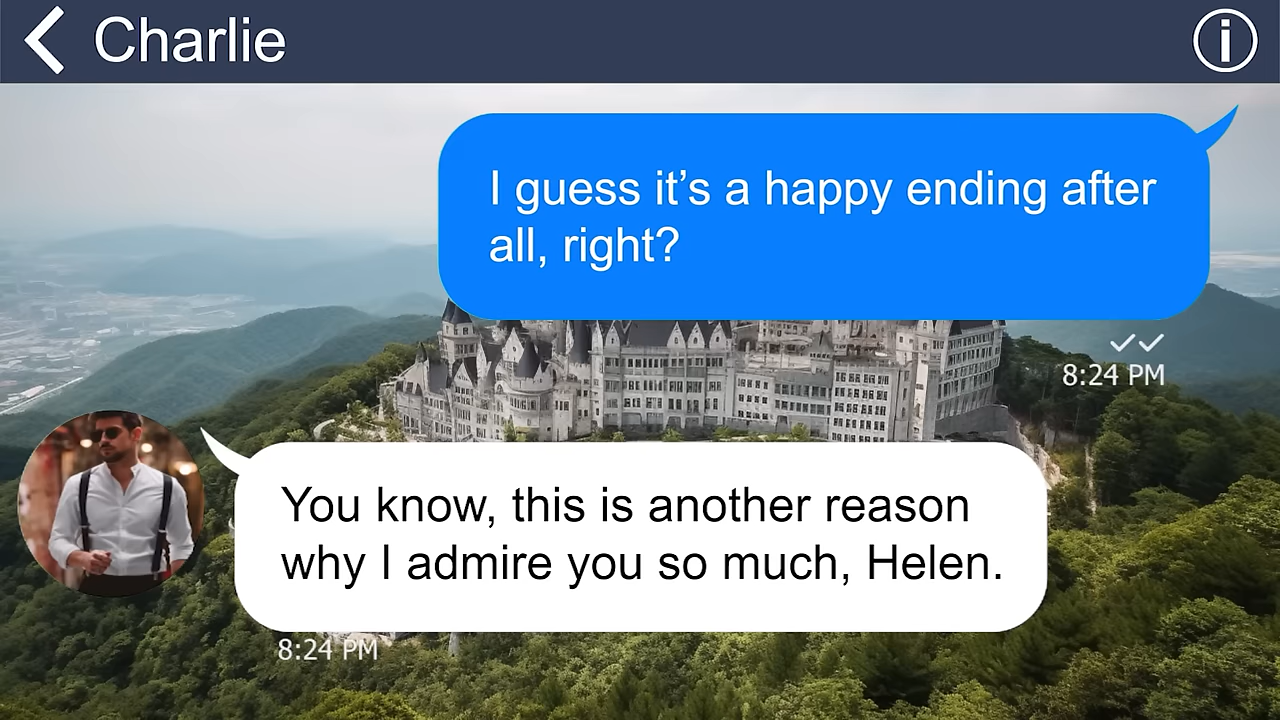 Charlie
I guess it’s a happy ending after
all, right?
8:24 PM
You know, this is another reason
why I admire you so much, Helen.
8:24 PM